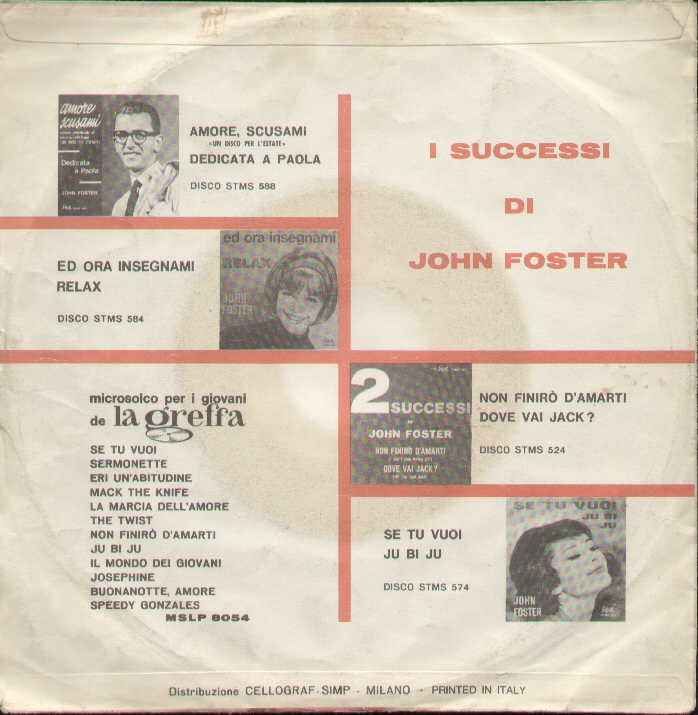 amore
scusami
Dedicata
a Paola
JOHN FOSTER
AMORE, SCUSAMI
«UN DISCO PER L'ESTATE»
DEDICATA A PAOLA
DISCO STMS 588
I SUCCESSI
DI
JOHN FOSTER
ED ORA INSEGNAMI
RELAX
DISCO STMS 584
ed ora insegnami
RELAX
JOHN
FOSTER
microsolco per i giovani
de la greffa
SE TU VUOI
SERMONETTE
ERI UN'ABITUDINE
MACK THE KNIFE
LA MARCIA DELL'AMORE
THE TWIST
NON FINIRÒ D'AMARTI
JU BI JU
IL MONDO DEI GIOVANI
JOSEPHINE
BUONANOTTE, AMORE
SPEEDY GONZALES
MSLP 8054
2 SUCCESSI
JOHN FOSTER
NON FINIRÒ D'AMARTI
DOVE VAI JACK?
NON FINIRÒ D'AMARTI
DOVE VAI JACK?
DISCO STMS 524
SE TU VUOI
JU BI JU
DISCO STMS 574
SE TU VUOI
JU BI
JU
JOHN
FOSTER
Distribuzione CELLOGRAF-SIMP - MILANO - PRINTED IN ITALY